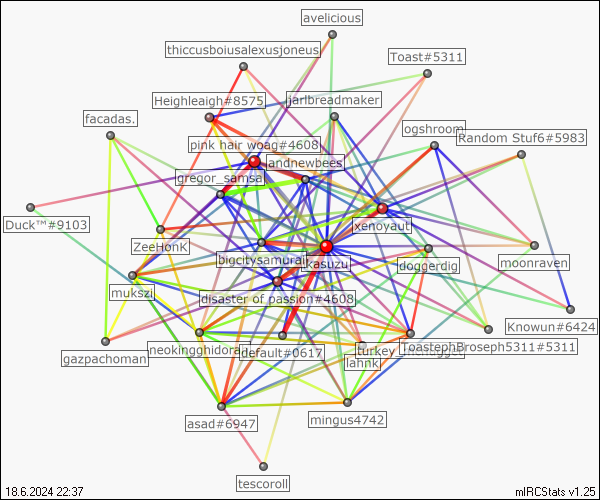 avelicious
thiccusboiusalexusjoneus
Toast#5311
Heighleaigh#8575
jarlbreadmaker
facadas.
ogshroom
Random Stuf6#5983
pink hair woag#4608
andnewbees
gregor_samsa
Duck™#9103
xenoyaut
ZeeHonK
bigcitysamurai
kasuzu
doggerdig
moonraven
mukszi
disaster of passion#4608
Knowun#6424
gazpachoman
neokingghidora
default#0617
turkey
ToastephBroseph5311#5311
lahnk
asad#6947
mingus4742
tescoroll
18.6.2024 22:37
mIRCStats v1.25